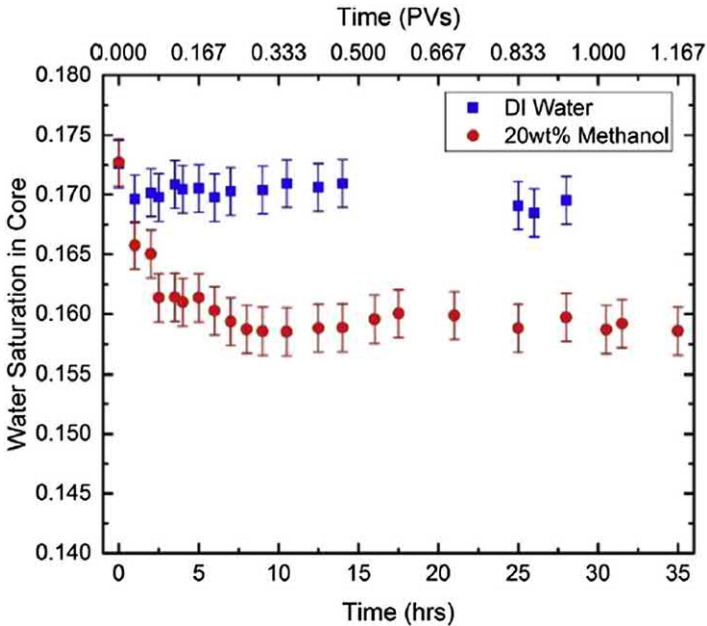 Time (PVs)
0.000 0.167 0.333 0.500 0.667 0.833 1.000 1.167
0.180
0.175
0.170
0.165
0.160
0.155
0.150
0.145
0.140
Water Saturation in Core
DI Water
20wt% Methanol
0 5 10 15 20 25 30 35
Time (hrs)